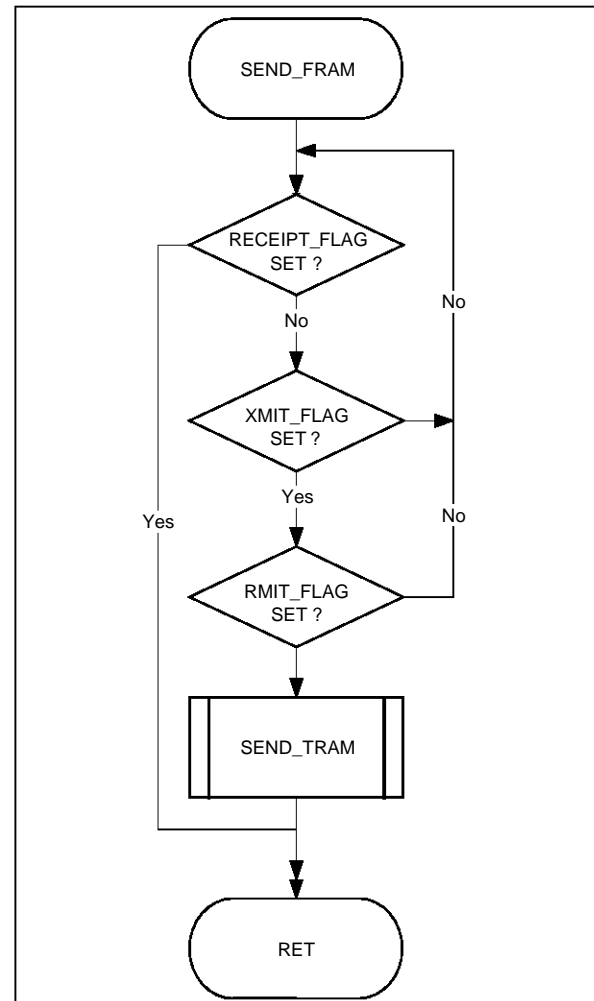 SEND_FRAM
RECEIPT_FLAG
SET ?
No
No
XMIT_FLAG
SET ?
Yes
Yes
No
RMIT_FLAG
SET ?
SEND_TRAM
RET